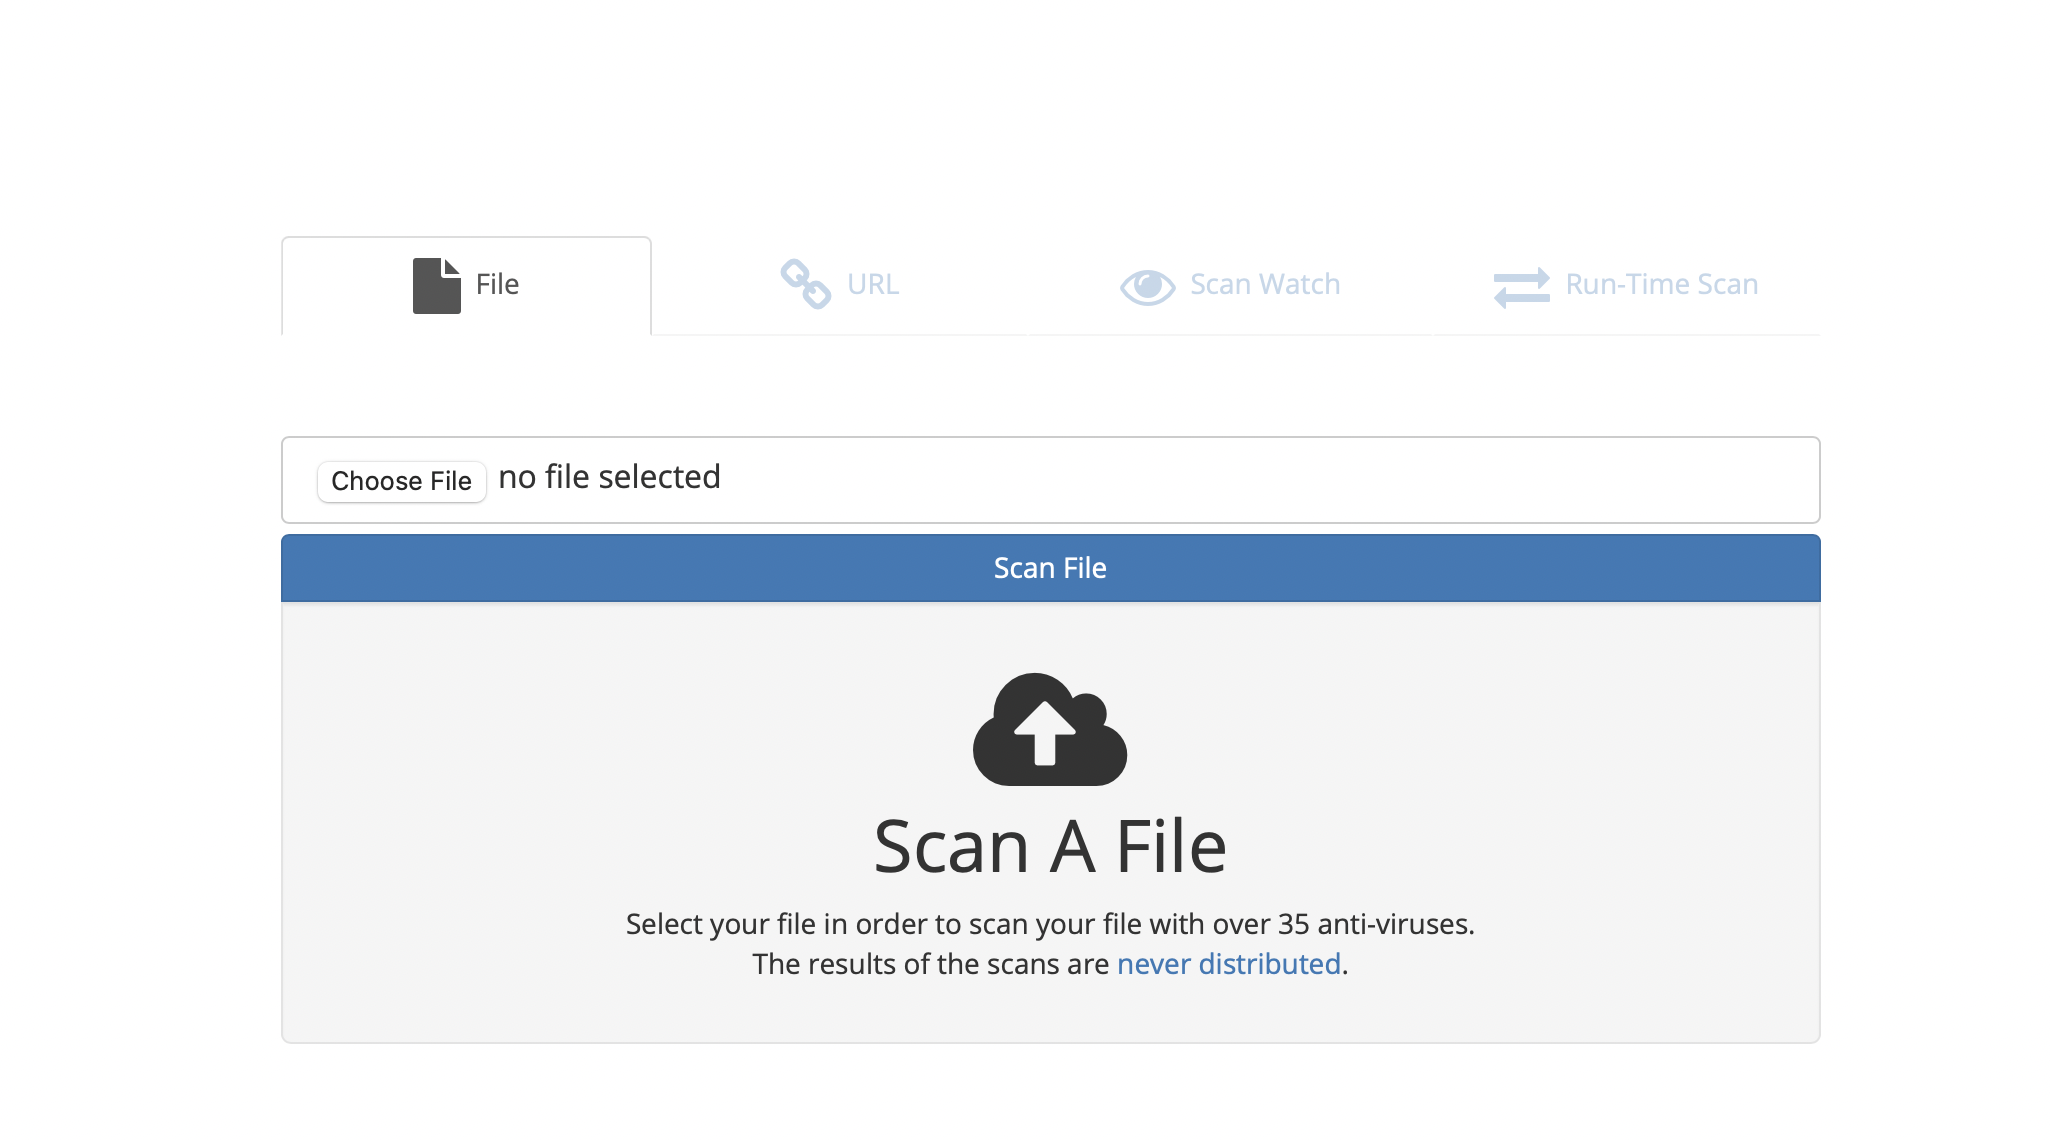 File
URL
Scan Watch
Run-Time Scan
Choose File no file selected
Scan File
Scan A File
Select your file in order to scan your file with over 35 anti-viruses.
The results of the scans are never distributed.